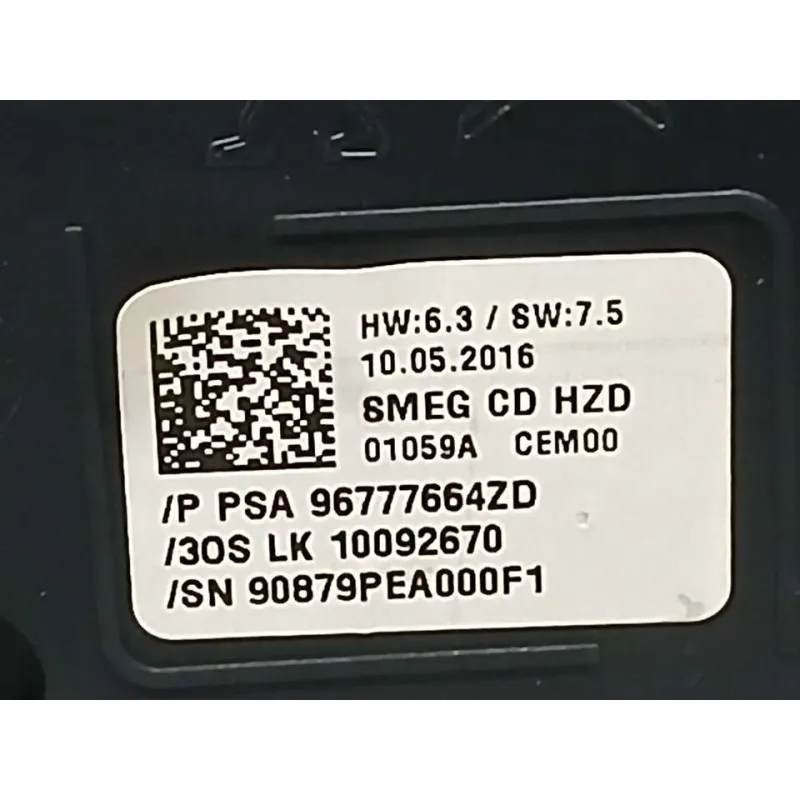 HW:6.3 / SW:7.5
10.05.2016
SMEG CD HZD
01059A CEM00
/P PSA 96777664ZD
/3OS LK 10092670
/SN 90879PEA000F1